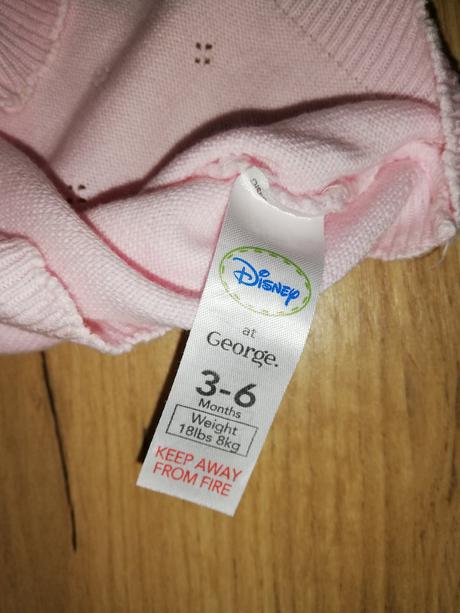 Disney
at
George.
3-6
Months
Weight
18lbs 8kg
KEEP AWAY
FROM FIRE